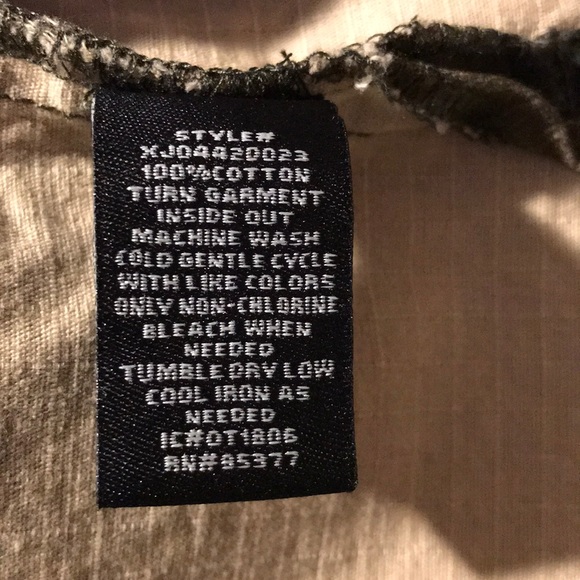 STYLE#
XJ04420023
100%COTTON
TURN GARMENT
INSIDE OUT
MACHINE WASH
COLD GENTLE CYCLE
WITH LIKE COLORS
ONLY NON-CHLORINE
BLEACH WHEN
NEEDED
TUMBLE DRY LOW
COOL IRON AS
NEEDED
IC#OT1806
RN#85377